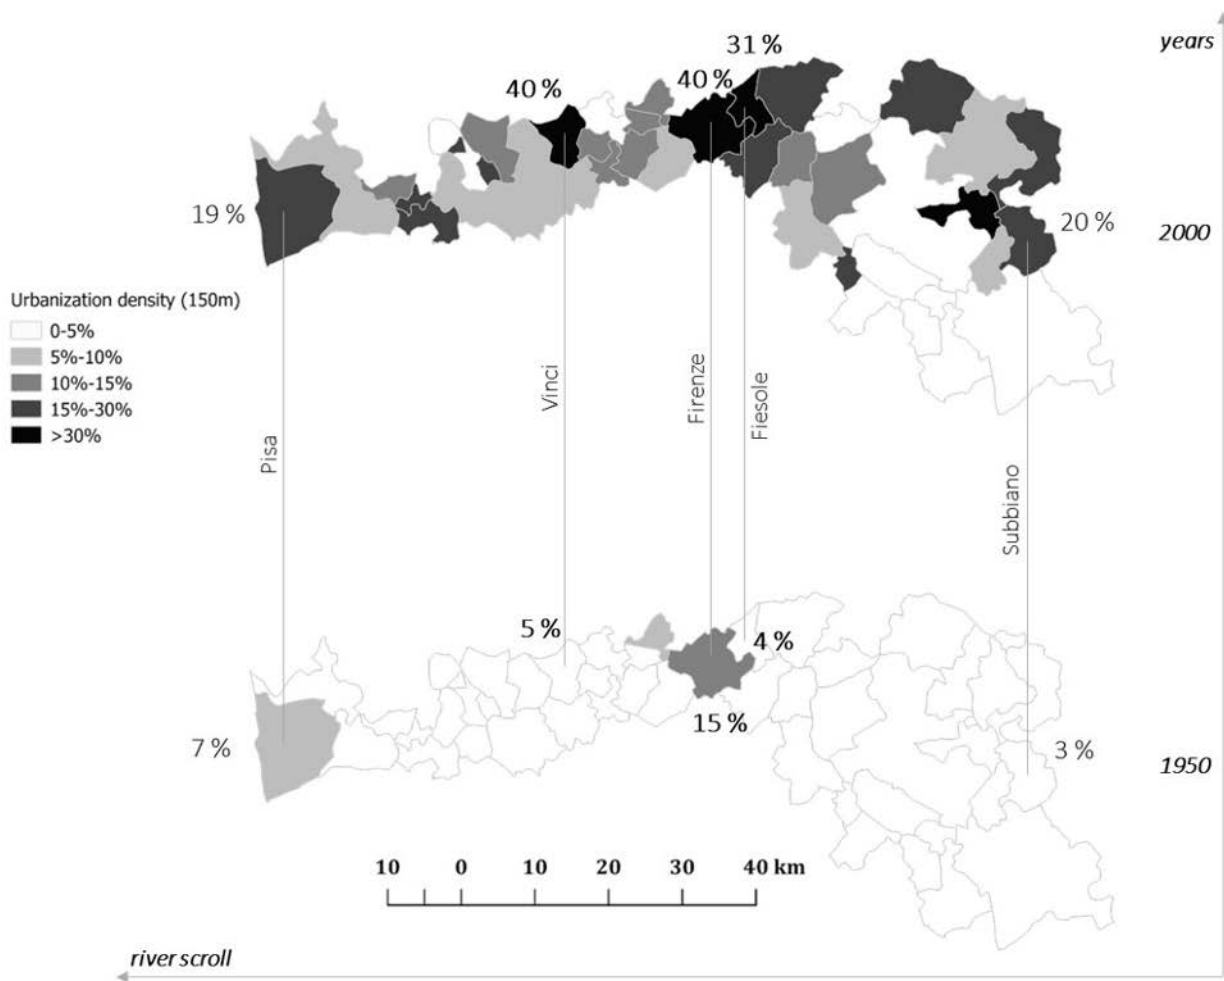 years
31 %
40 %
40 %
19 %
20 %
2000
Urbanization density (150m)
0-5%
5%-10%
10%-15%
15%-30%
>30%
Pisa
Vinci
Firenze
Fiesole
Subbiano
5 %
4 %
15 %
7 %
3 %
1950
10 0 10 20 30 40 km
river scroll